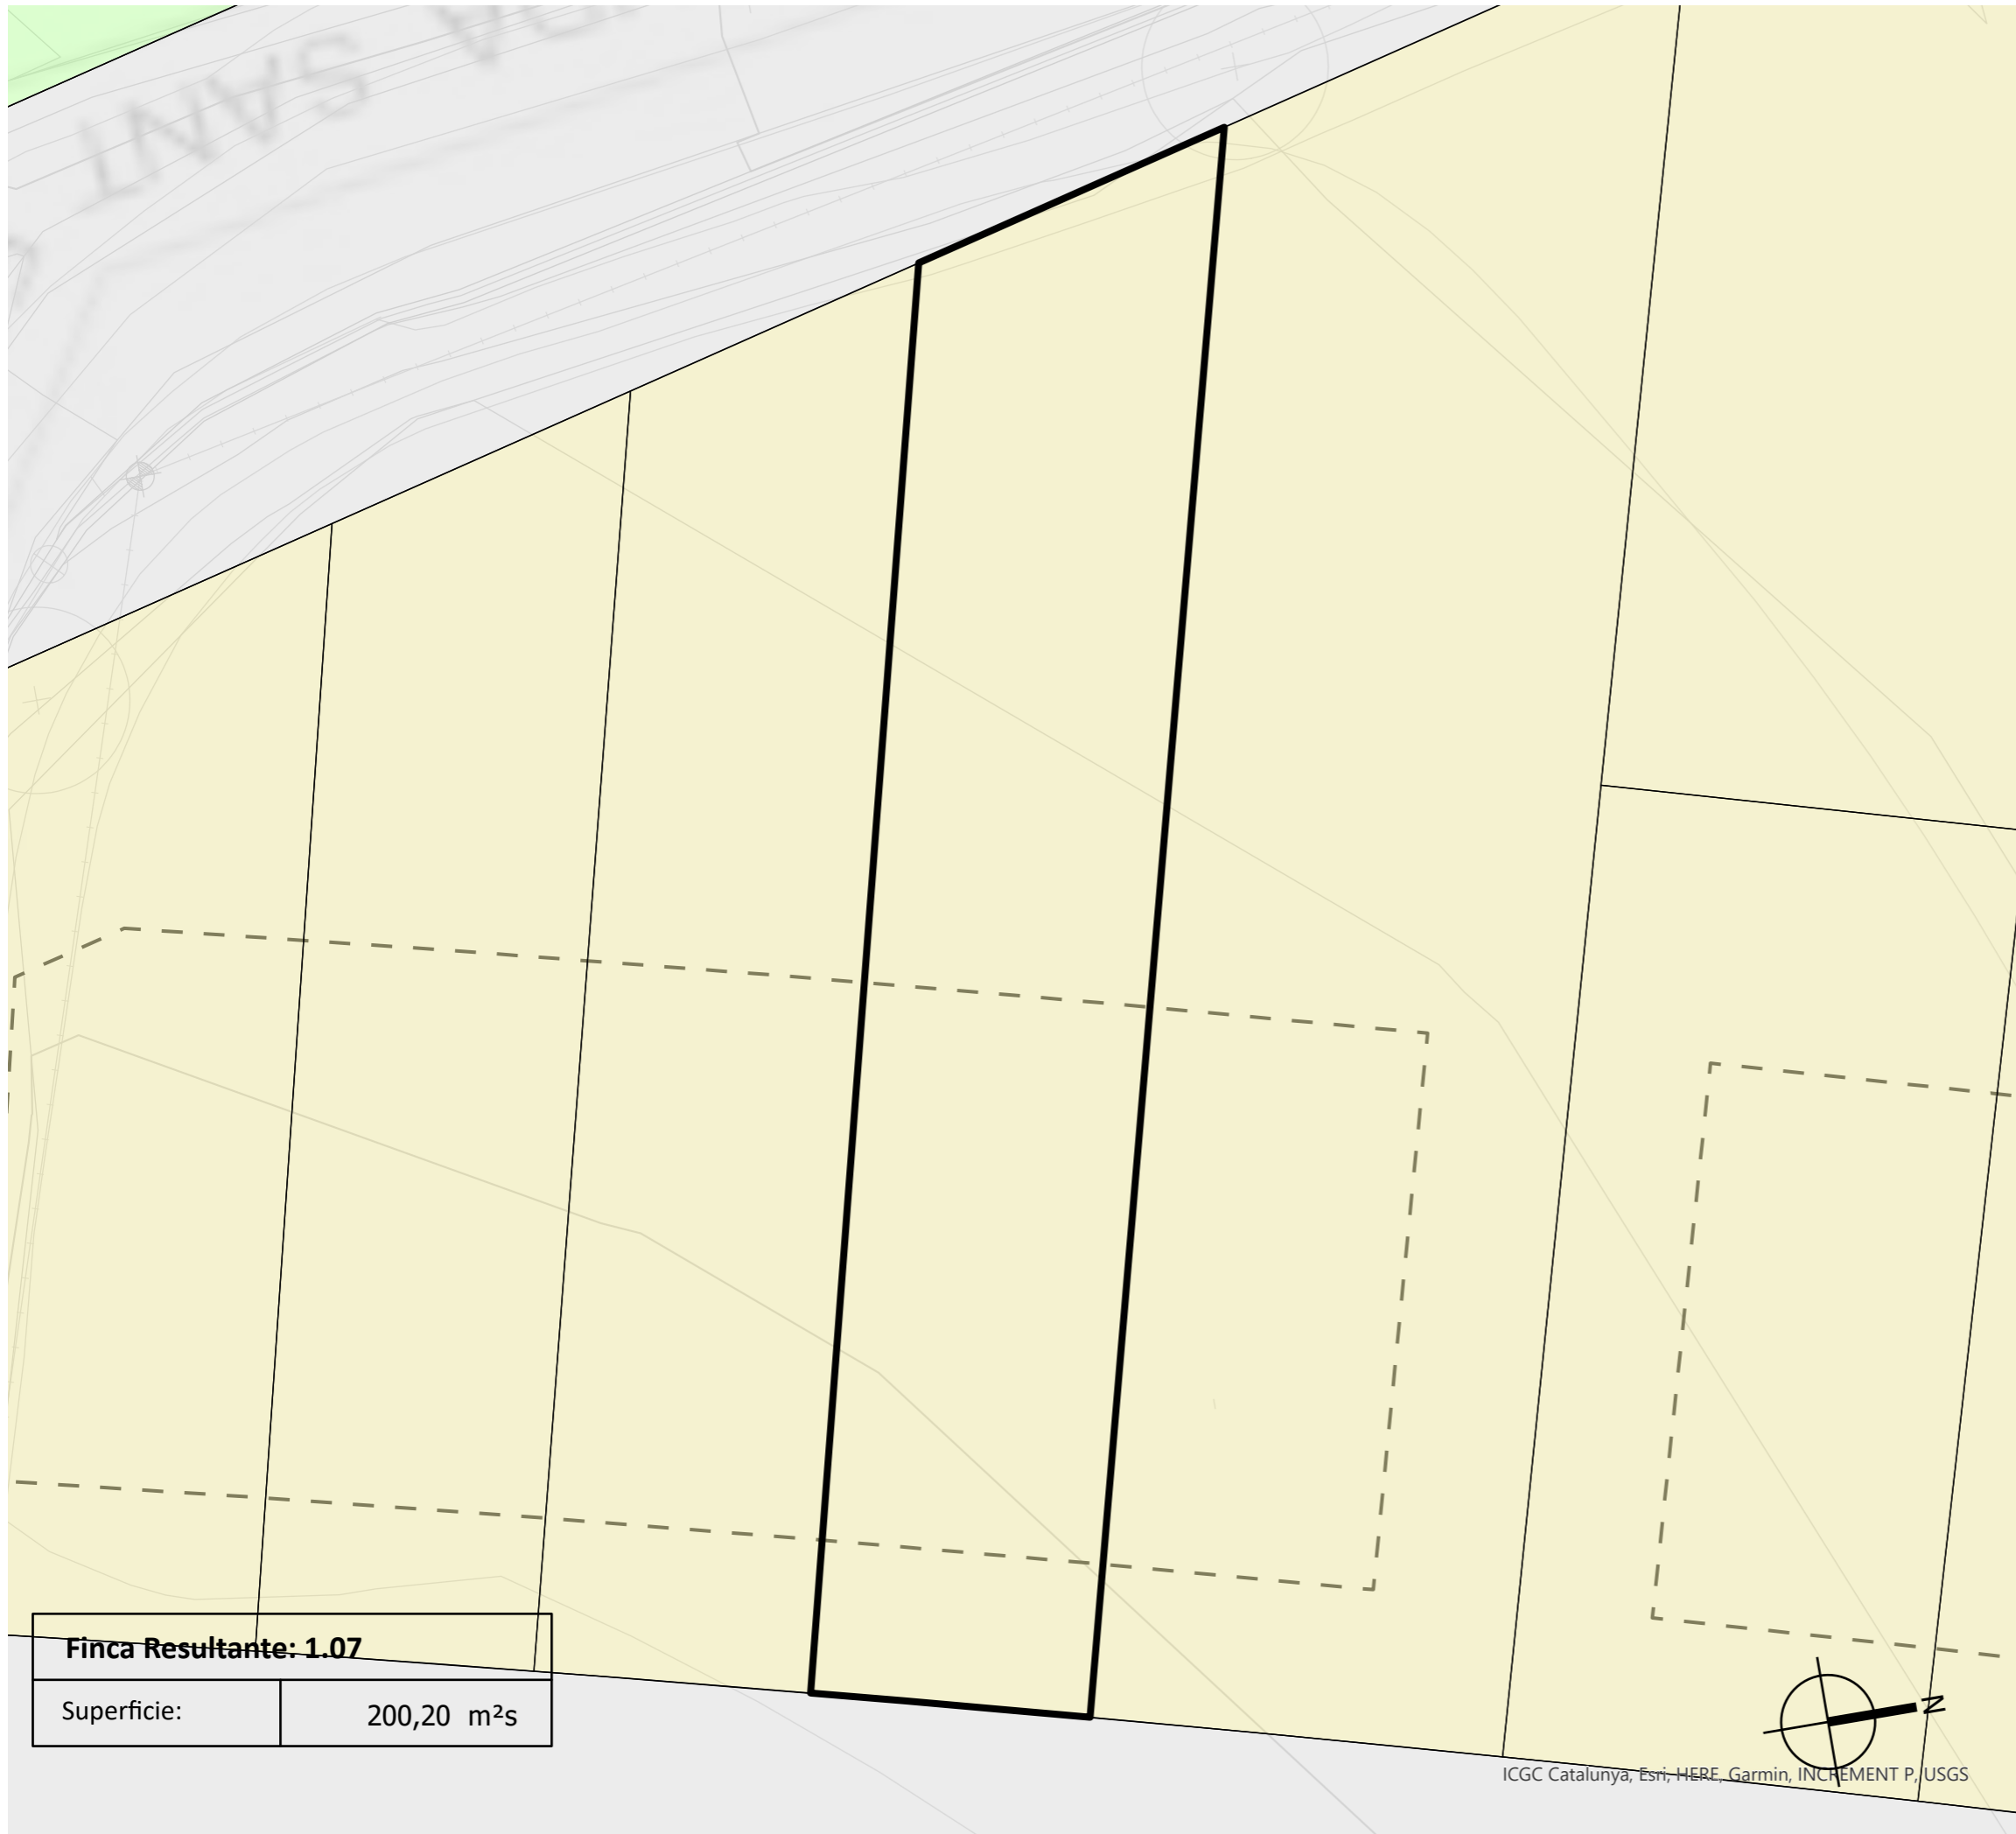 SANT
Finca Resultante: 1.07
Superficie: 200,20 m²s
N
ICGC Catalunya, Esri, HERE, Garmin, INCREMENT P, USGS